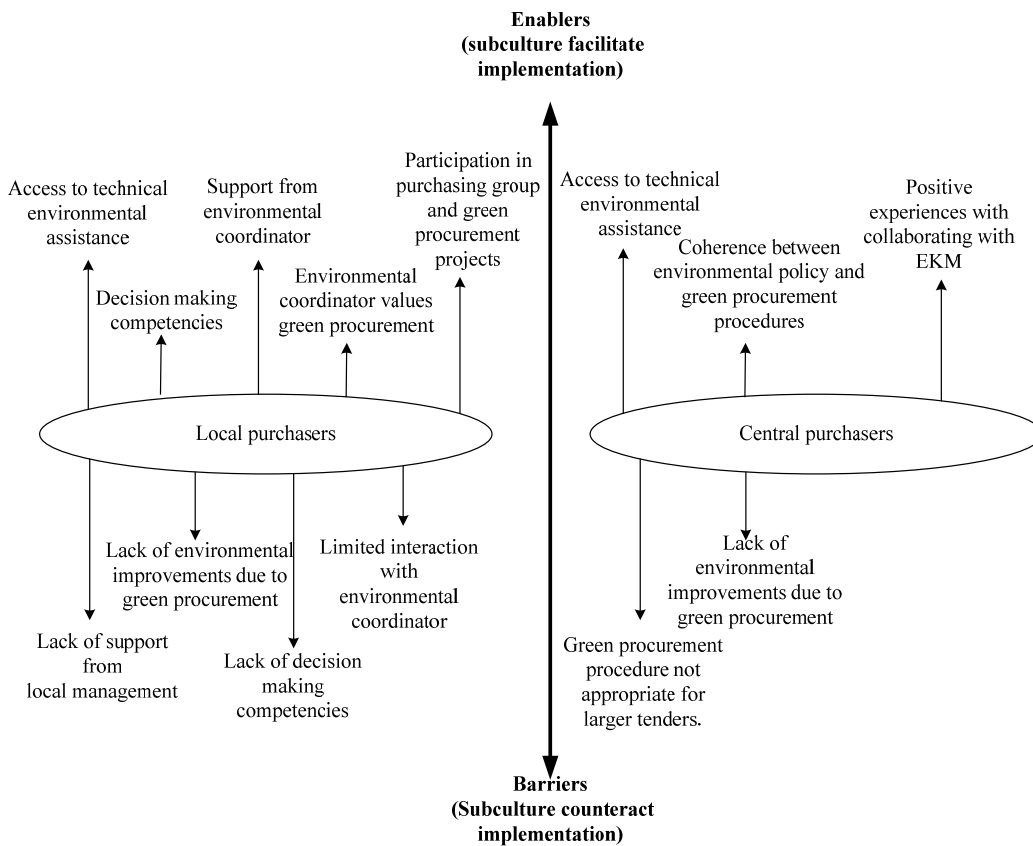 Enablers
(subculture facilitate
implementation)
Access to technical
environmental
assistance
Decision making
competencies
Support from
environmental
coordinator
Environmental
coordinator values
green procurement
Participation in
purchasing group
and green
procurement
projects
Access to technical
environmental
assistance
Coherence between
environmental policy and
green procurement
procedures
Positive
experiences with
collaborating with
EKM
Local purchasers
Central purchasers
Lack of support
from
local management
Lack of environmental
improvements due to
green procurement
Lack of decision
making
competencies
Limited interaction
with
environmental
coordinator
Green procurement
procedure not
appropriate for
larger tenders.
Lack of
environmental
improvements due to
green procurement
Barriers
(Subculture counteract
implementation)